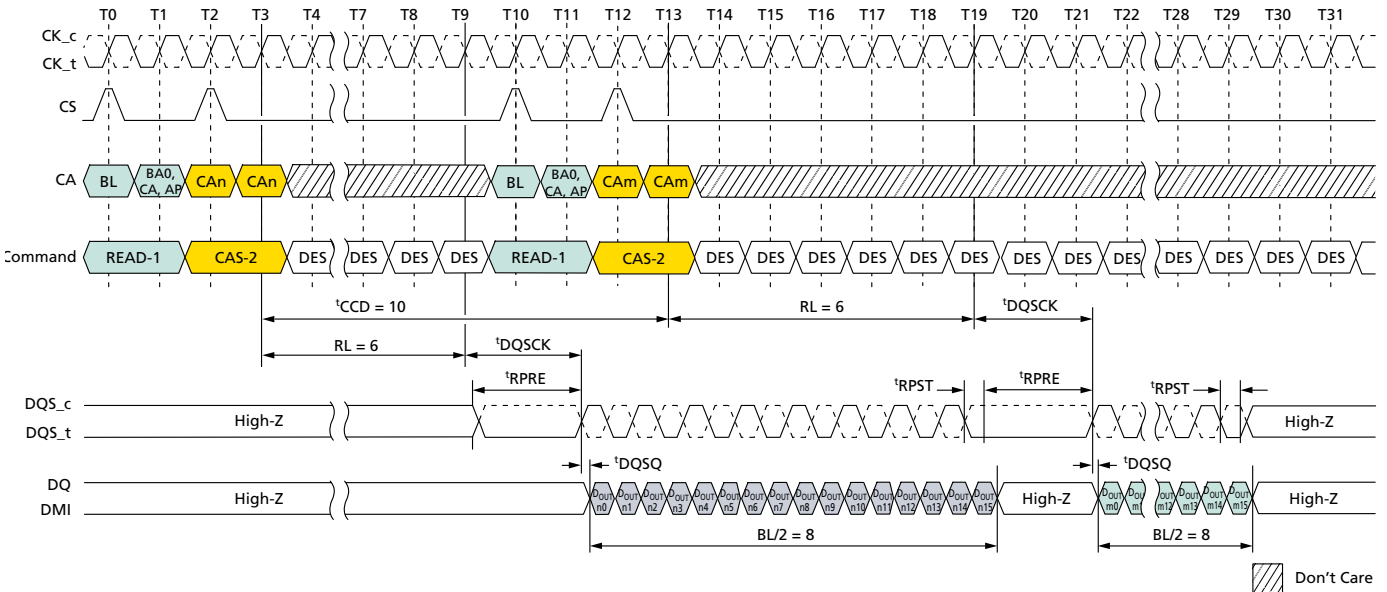 T0 T1 T2 T3 T4 T7 T8 T9 T10 T11 T12 T13 T14 T15 T16 T17 T18 T19 T20 T21 T22 T28 T29 T30 T31
CK_c
CK_t
CS
CA BL BA0, CA, AP CAn CAn BL BA0, CA, AP CAm CAm
Command READ-1 CAS-2 DES DES DES DES READ-1 CAS-2 DES DES DES DES DES DES DES DES DES DES DES DES DES
tCCD = 10 RL = 6 tDQSCK
RL = 6 tDQSCK
tRPRE tRPST tRPRE tRPST
DQS_c
DQS_t
High-Z High-Z
tDQSQ tDQSQ
DQ
DMI
High-Z DOUT n0 DOUT n1 DOUT n2 DOUT n3 DOUT n4 DOUT n5 DOUT n6 DOUT n7 DOUT n8 DOUT n9 DOUT n10 DOUT n11 DOUT n12 DOUT n13 DOUT n14 DOUT n15 High-Z DOUT m0 DOUT m12 DOUT m13 DOUT m14 DOUT m15 High-Z
BL/2 = 8 BL/2 = 8
Don't Care